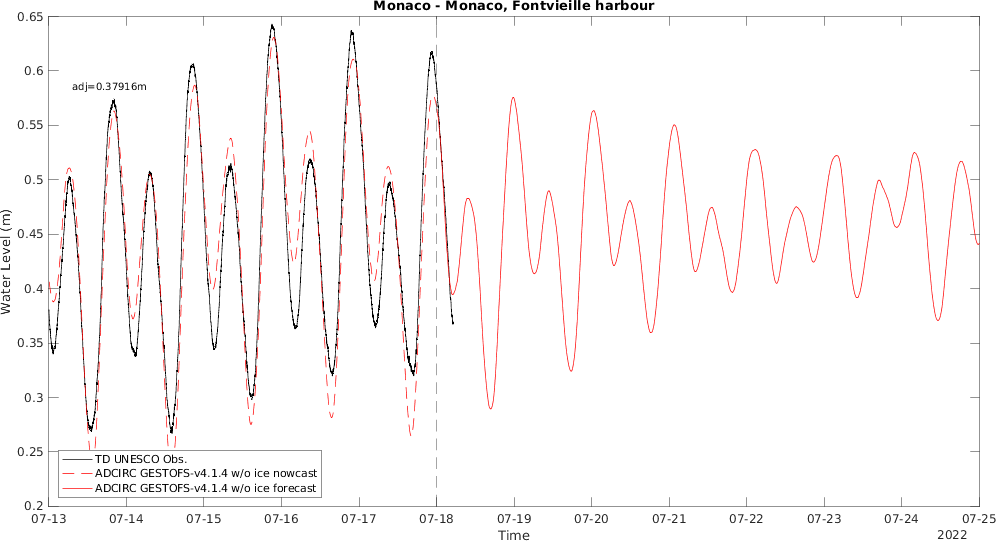 Monaco - Monaco, Fontvieille harbour
0.65
0.6
adj=0.37916m
0.55
0.5
0.45
0.4
0.35
0.3
0.25
0.2
Water Level (m)
TD UNESCO Obs.
ADCIRC GESTOFS-v4.1.4 w/o ice nowcast
ADCIRC GESTOFS-v4.1.4 w/o ice forecast
07-13 07-14 07-15 07-16 07-17 07-18 07-19 07-20 07-21 07-22 07-23 07-24 07-25
Time
2022